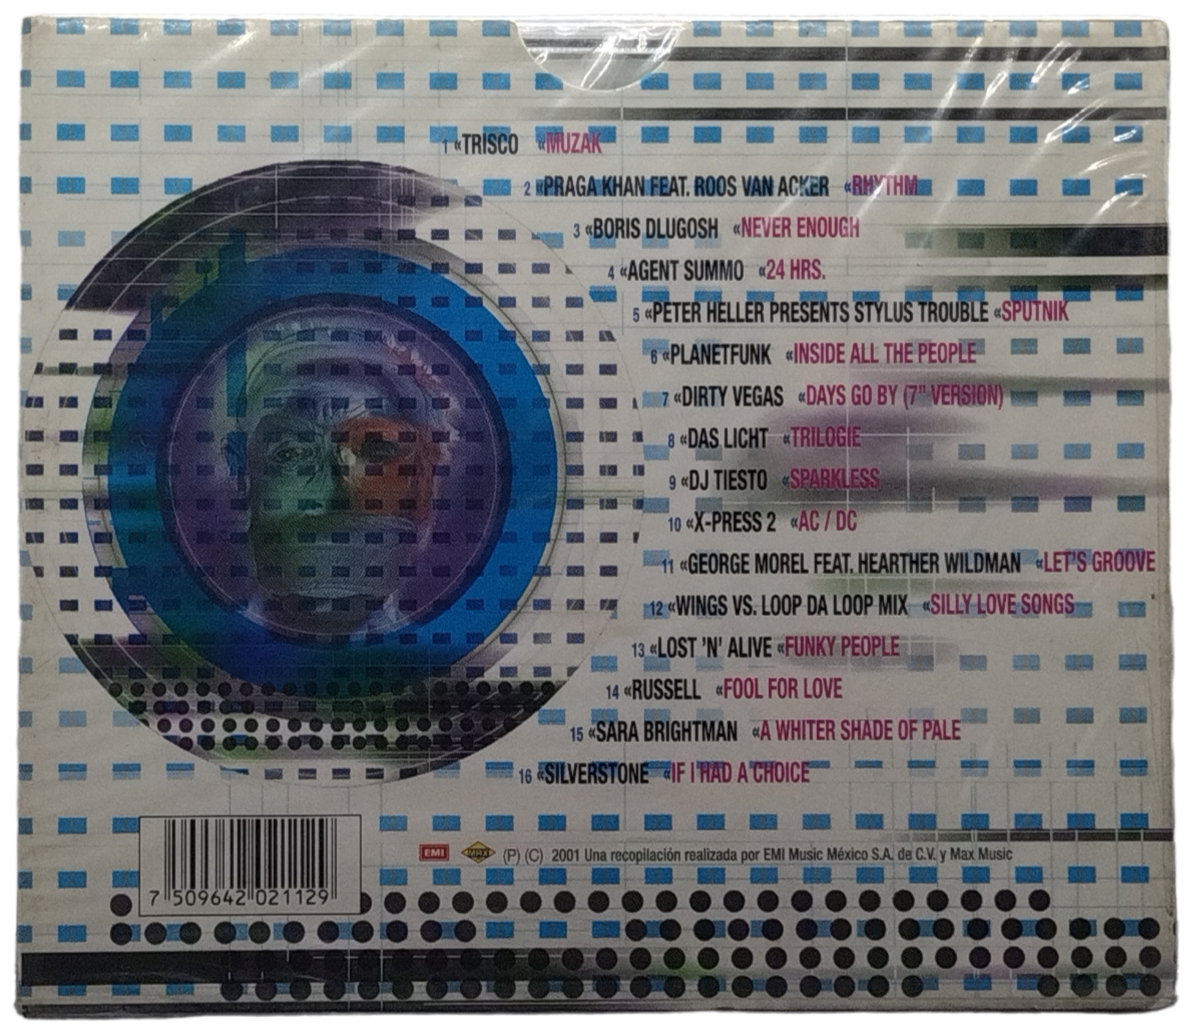 1 «TRISCO «MUZAK
2 «PRAGA KHAN FEAT. ROOS VAN ACKER «RHYTHM
3 «BORIS DLUGOSH «NEVER ENOUGH
4 «AGENT SUMMO «24 HRS.
5 «PETER HELLER PRESENTS STYLUS TROUBLE «SPUTNIK
6 «PLANETFUNK «INSIDE ALL THE PEOPLE
7 «DIRTY VEGAS «DAYS GO BY (7" VERSION)
8 «DAS LICHT «TRILOGIE
9 «DJ TIESTO «SPARKLESS
10 «X-PRESS 2 «AC / DC
11 «GEORGE MOREL FEAT. HEARTHER WILDMAN «LET'S GROOVE
12 «WINGS VS. LOOP DA LOOP MIX «SILLY LOVE SONGS
13 «LOST 'N' ALIVE «FUNKY PEOPLE
14 «RUSSELL «FOOL FOR LOVE
15 «SARA BRIGHTMAN «A WHITER SHADE OF PALE
16 «SILVERSTONE «IF I HAD A CHOICE
EMI MAX (P) (C) 2001 Una recopilación realizada por EMI Music México S.A. de C.V. y Max Music
7 509642 021129